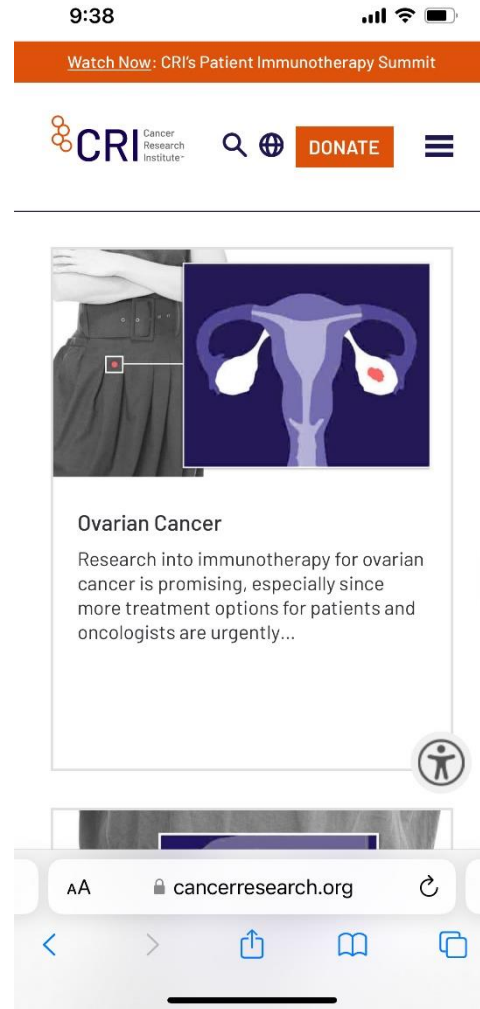 9:38
Watch Now: CRI's Patient Immunotherapy Summit
CRI Cancer
Research
Institute™
DONATE
Ovarian Cancer
Research into immunotherapy for ovarian
cancer is promising, especially since
more treatment options for patients and
oncologists are urgently...
AA
cancerresearch.org